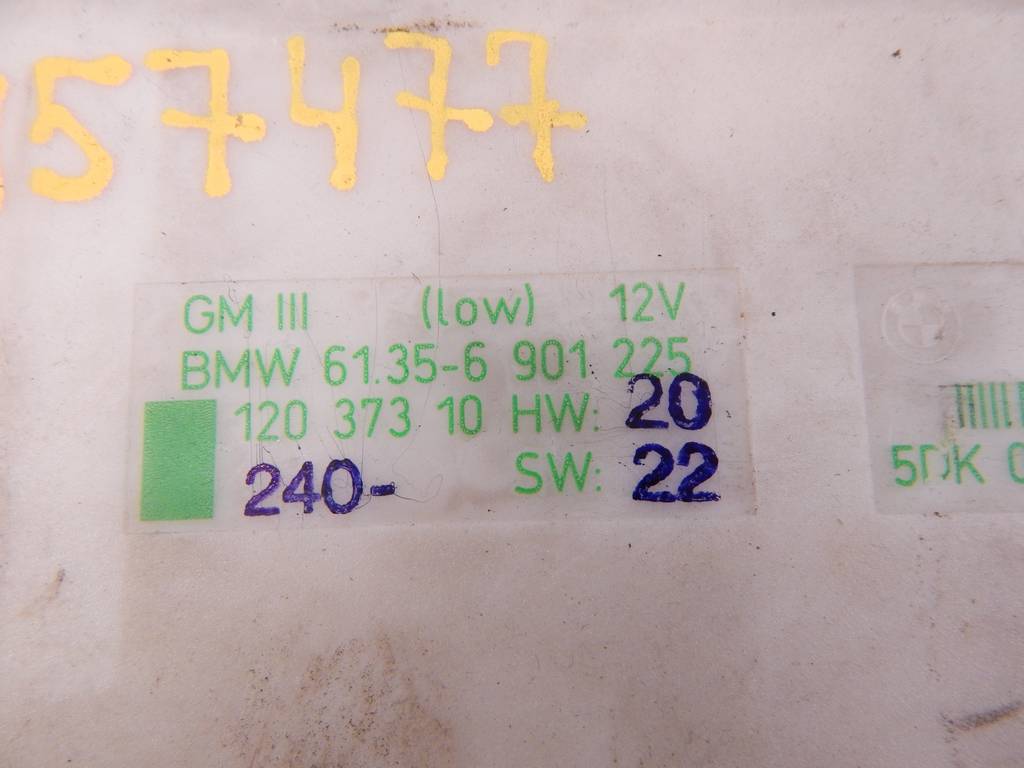 57477
GM III (low) 12V
BMW 61.35-6 901 225
120 373 10 HW: 20
240- SW: 22
5DK